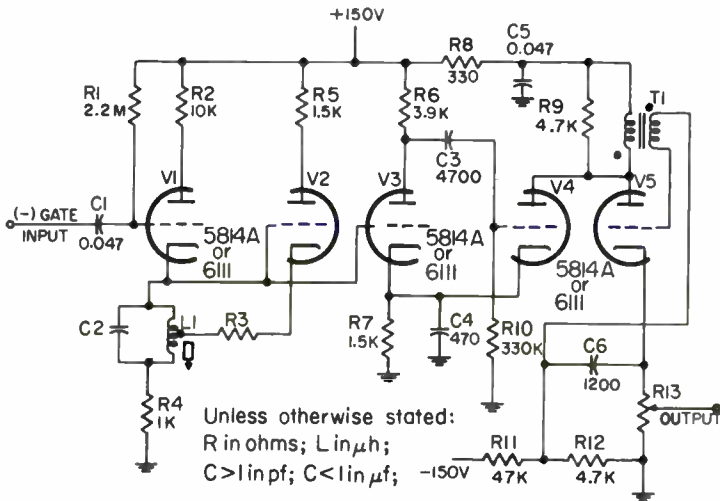 +150V
C5
0.047
R8
330
R1
2.2M
R2
10K
R5
1.5K
R6
3.9K
R9
4.7K
T1
C3
4700
V1
V2
V3
V4
V5
(-) GATE
INPUT
C1
0.047
5814A
or
6111
5814A
or
6111
5814A
or
6111
C2
L1
R3
R7
1.5K
C4
470
R10
330K
C6
1200
R13
OUTPUT
R4
1K
Unless otherwise stated:
R in ohms; L in μh;
C>1 in pf; C<1 in μf;
-150V
R11
47K
R12
4.7K